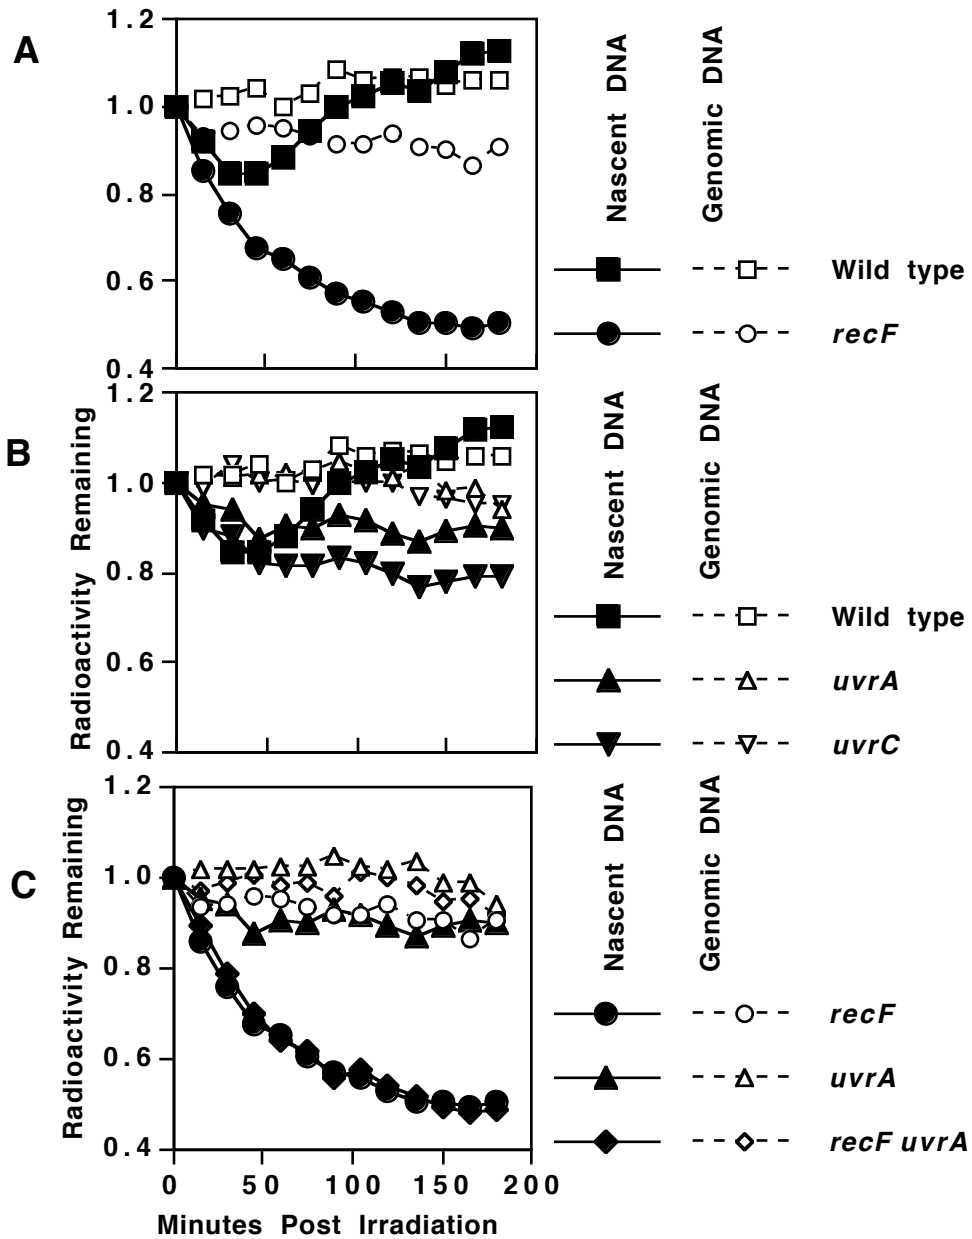 A
1.2
1.0
0.8
0.6
0.4
Nascent DNA
Genomic DNA
Wild type
recF
B
Radioactivity Remaining
1.2
1.0
0.8
0.6
0.4
Nascent DNA
Genomic DNA
Wild type
uvrA
uvrC
C
Radioactivity Remaining
1.2
1.0
0.8
0.6
0.4
0 50 100 150 200
Minutes Post Irradiation
Nascent DNA
Genomic DNA
recF
uvrA
recF uvrA